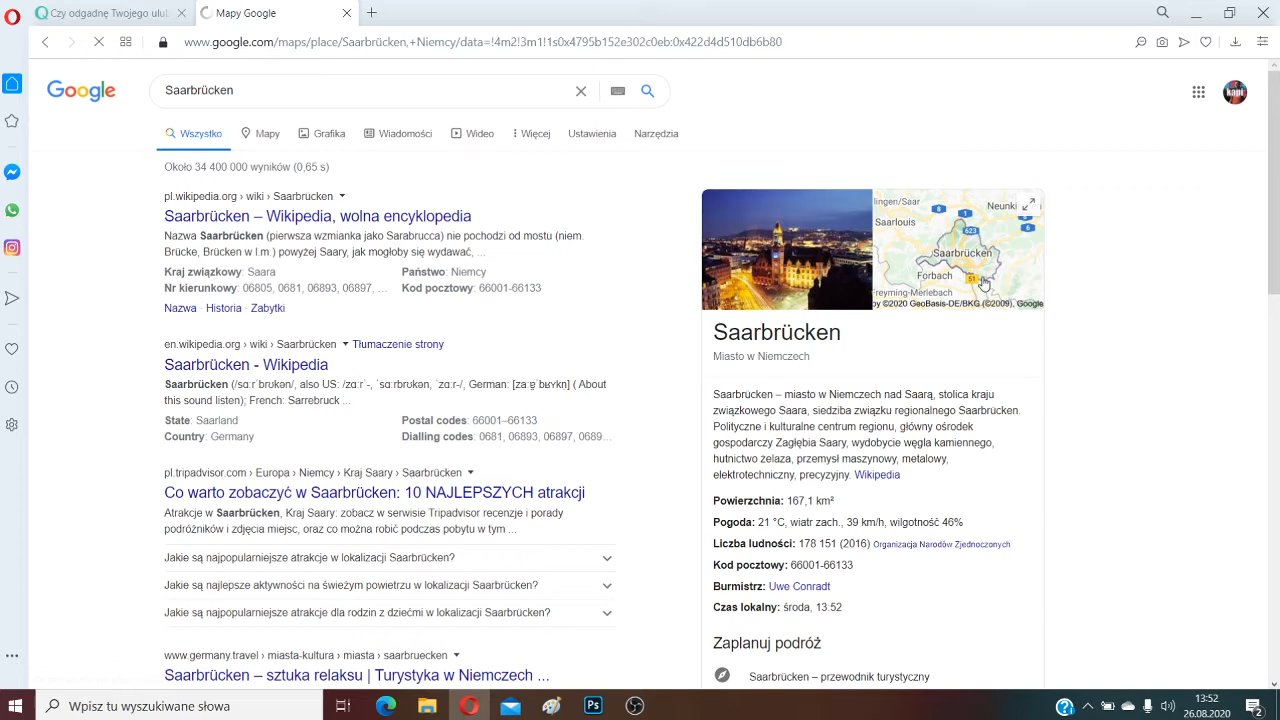 Czy odgadnę Twojego ulub
Mapy Google
www.google.com/maps/place/Saarbrücken,+Niemcy/data=!4m2!3m1!1s0x4795b152e302c0eb:0x422d4d510db6b80
Google
Saarbrücken
kapi
Wszystko
Mapy
Grafika
Wiadomości
Wideo
Więcej
Ustawienia
Narzędzia
Około 34 400 000 wyników (0,65 s)
pl.wikipedia.org › wiki › Saarbrücken
Saarbrücken – Wikipedia, wolna encyklopedia
Nazwa Saarbrücken (pierwsza wzmianka jako Sarabrucca) nie pochodzi od mostu (niem.
Brücke, Brücken w l.m.) powyżej Saary, jak mogłoby się wydawać, ...
Kraj związkowy: Saara
Państwo: Niemcy
Nr kierunkowy: 06805, 0681, 06893, 06897, ...
Kod pocztowy: 66001-66133
Nazwa · Historia · Zabytki
en.wikipedia.org › wiki › Saarbrücken
Tłumaczenie strony
Saarbrücken - Wikipedia
Saarbrücken (/sɑːrˈbrʊkən/, also US: /zɑːrˈ-, ˈsɑːrbrʊkən, ˈzɑːr-/, German: [zaːɐ̯ˈbʁʏkn̩] ( About
this sound listen); French: Sarrebruck ...
State: Saarland
Postal codes: 66001–66133
Country: Germany
Dialling codes: 0681, 06893, 06897, 0689...
pl.tripadvisor.com › Europa › Niemcy › Kraj Saary › Saarbrücken
Co warto zobaczyć w Saarbrücken: 10 NAJLEPSZYCH atrakcji
Atrakcje w Saarbrücken, Kraj Saary: zobacz w serwisie Tripadvisor recenzje i porady
podróżników i zdjęcia miejsc, oraz co można robić podczas pobytu w tym ...
Jakie są najpopularniejsze atrakcje w lokalizacji Saarbrücken?
Jakie są najlepsze aktywności na świeżym powietrzu w lokalizacji Saarbrücken?
Jakie są najpopularniejsze atrakcje dla rodzin z dziećmi w lokalizacji Saarbrücken?
www.germany.travel › miasta-kultura › miasta › saarbruecken
Saarbrücken – sztuka relaksu | Turystyka w Niemczech ...
lingen/Saar
8
1
Neunki
6
Saarlouis
623
Saarbrücken
Forbach
51
Freyming-Merlebach
©2020 GeoBasis-DE/BKG (©2009), Google
Saarbrücken
Miasto w Niemczech
Saarbrücken – miasto w Niemczech nad Saarą, stolica kraju
związkowego Saara, siedziba związku regionalnego Saarbrücken.
Polityczne i kulturalne centrum regionu, główny ośrodek
gospodarczy Zagłębia Saary, wydobycie węgla kamiennego,
hutnictwo żelaza, przemysł maszynowy, metalowy,
elektrotechniczny, precyzyjny. Wikipedia
Powierzchnia: 167,1 km²
Pogoda: 21 °C, wiatr zach., 39 km/h, wilgotność 46%
Liczba ludności: 178 151 (2016) Organizacja Narodów Zjednoczonych
Kod pocztowy: 66001-66133
Burmistrz: Uwe Conradt
Czas lokalny: środa, 13:52
Zaplanuj podróż
Saarbrücken – przewodnik turystyczny
Wpisz tu wyszukiwane słowa
Ps
13:52
26.08.2020
2